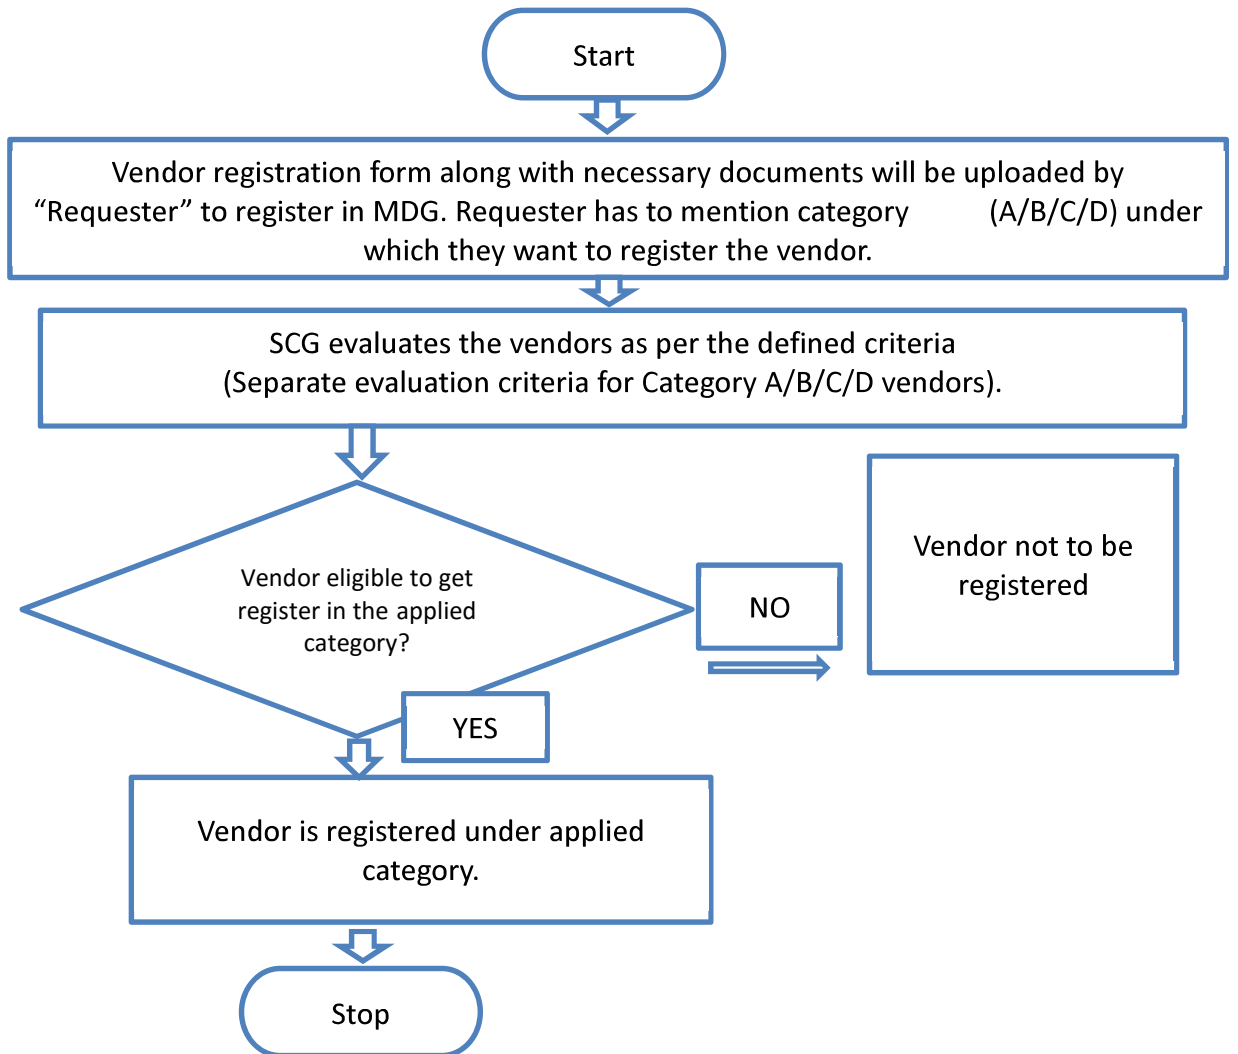 Start
Vendor registration form along with necessary documents will be uploaded by
“Requester” to register in MDG. Requester has to mention category (A/B/C/D) under
which they want to register the vendor.
SCG evaluates the vendors as per the defined criteria
(Separate evaluation criteria for Category A/B/C/D vendors).
Vendor eligible to get
register in the applied
category?
NO
Vendor not to be
registered
YES
Vendor is registered under applied
category.
Stop